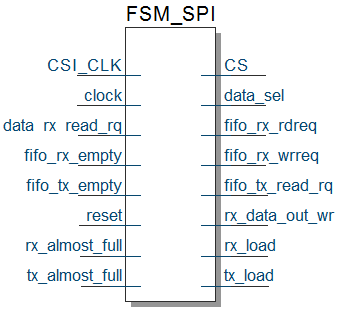 FSM_SPI
CSI_CLK
CS
clock
data_sel
data_rx_read_rq
fifo_rx_rdreq
fifo_rx_empty
fifo_rx_wrreq
fifo_tx_empty
fifo_tx_read_rq
reset
rx_data_out_wr
rx_almost_full
rx_load
tx_almost_full
tx_load